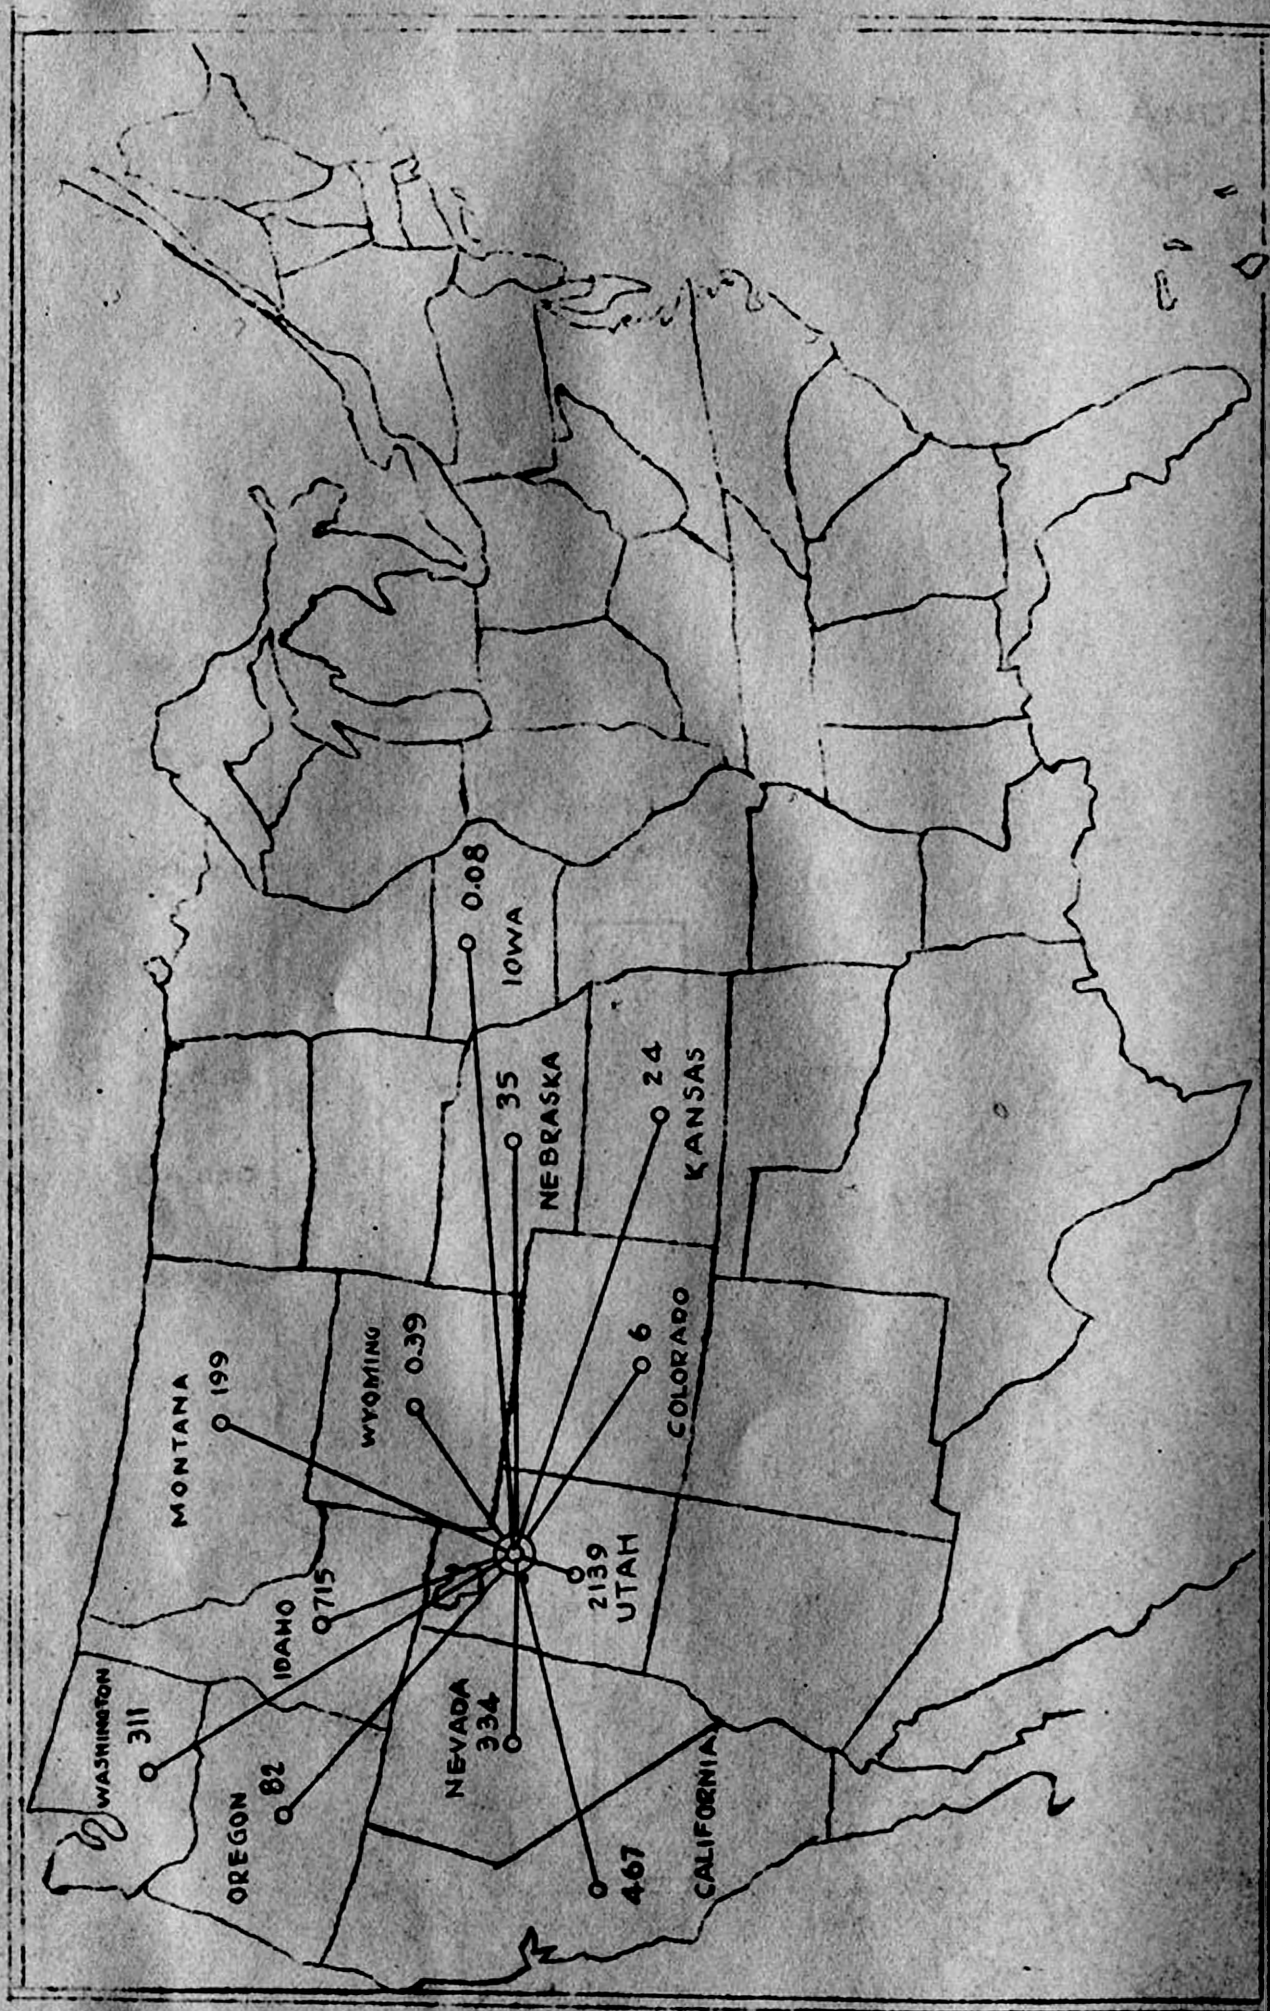 WASHINGTON
311
OREGON
82
IDAHO
715
MONTANA
199
WYOMING
0.39
NEVADA
334
467
CALIFORNIA
2139
UTAH
6
COLORADO
35
NEBRASKA
24
KANSAS
0.08
IOWA